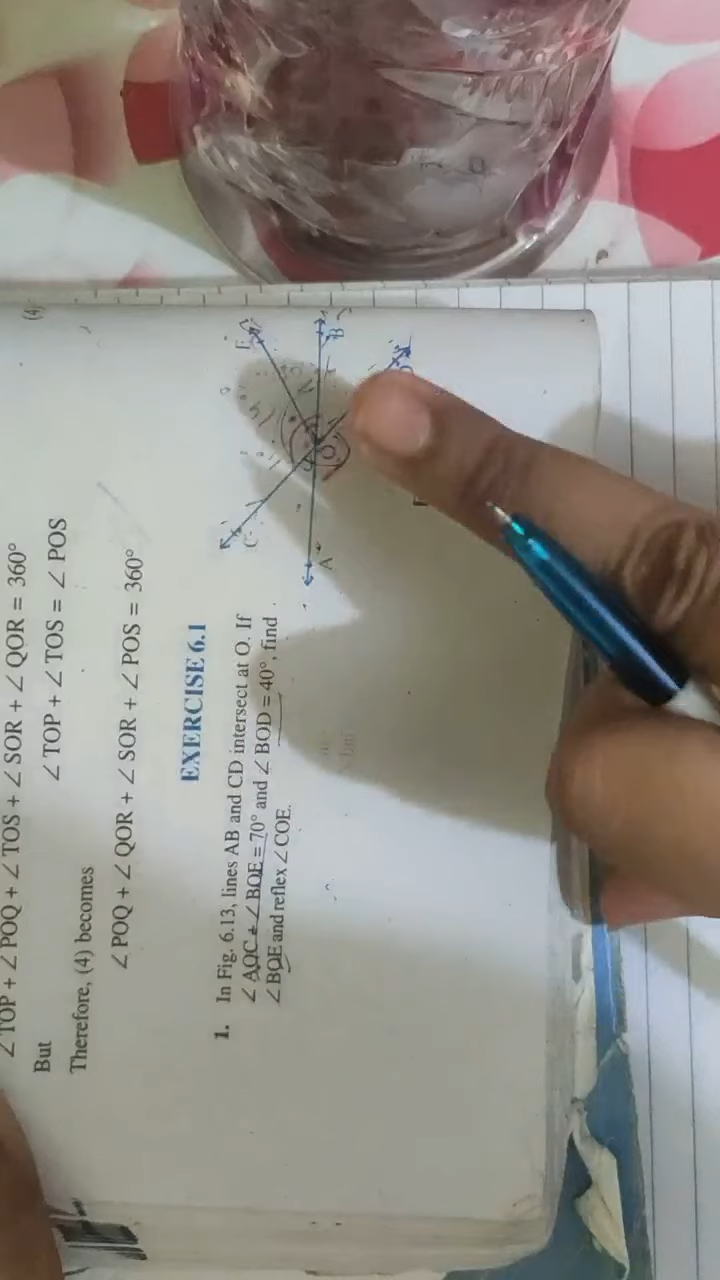 (4)
∠TOP + ∠POQ + ∠TOS + ∠SOR + ∠QOR = 360°
But ∠TOP + ∠TOS = ∠POS
Therefore, (4) becomes
∠POQ + ∠QOR + ∠SOR + ∠POS = 360°
EXERCISE 6.1
1. In Fig. 6.13, lines AB and CD intersect at O. If
∠AOC + ∠BOE = 70° and ∠BOD = 40°, find
∠BOE and reflex ∠COE.
C
E
A
O
B